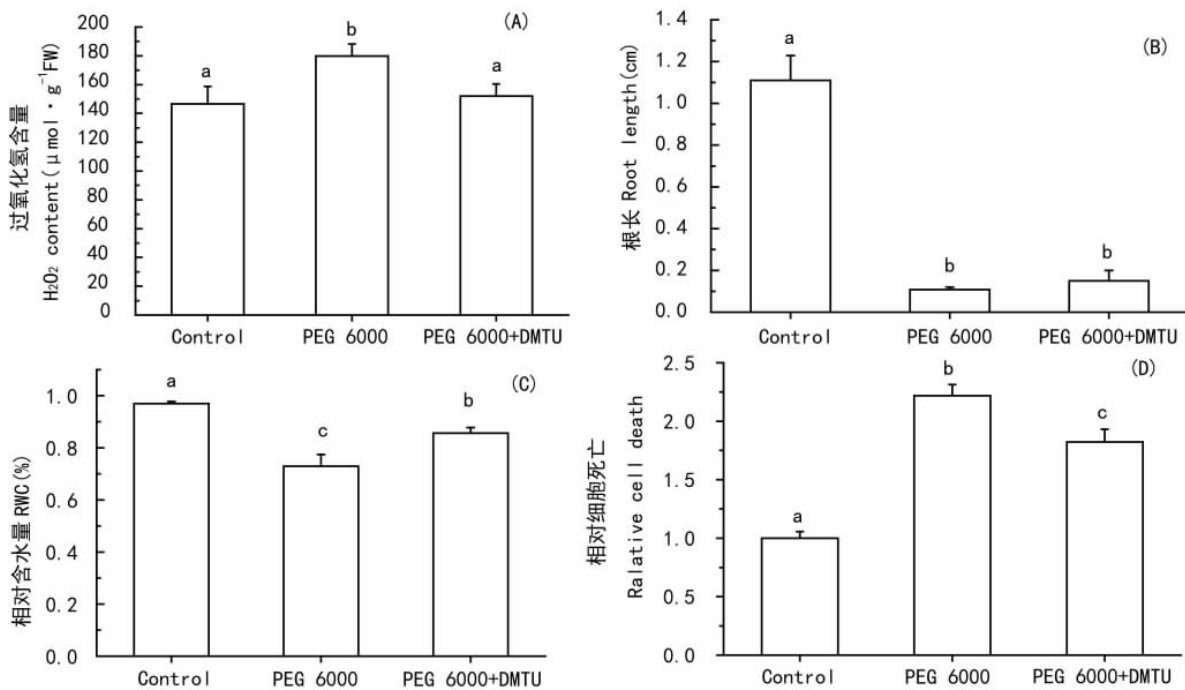 (A)
过氧化氢含量
H₂O₂ content(μmol·g⁻¹FW)
200
180
160
140
120
100
80
60
40
20
0
a
b
a
Control
PEG 6000
PEG 6000+DMTU
(B)
根长 Root length(cm)
1.4
1.2
1.0
0.8
0.6
0.4
0.2
0.0
a
b
b
Control
PEG 6000
PEG 6000+DMTU
(C)
相对含水量 RWC(%)
1.0
0.8
0.6
0.4
0.2
0.0
a
c
b
Control
PEG 6000
PEG 6000+DMTU
(D)
相对细胞死亡
Ralative cell death
2.5
2.0
1.5
1.0
0.5
0.0
a
b
c
Control
PEG 6000
PEG 6000+DMTU